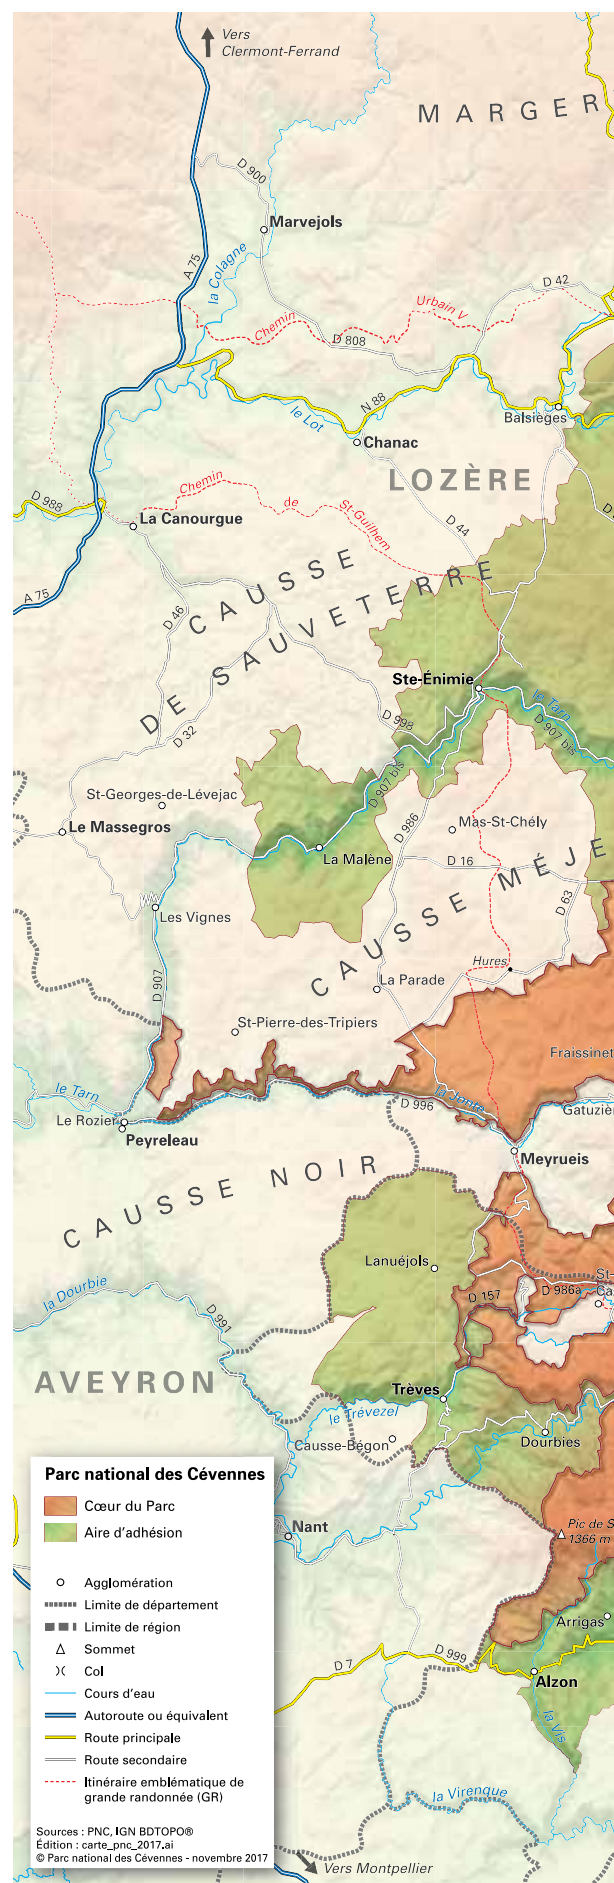 Vers
Clermont-Ferrand
MARGER
D 900
Marvejols
A 75
la Colagne
D 42
Urbain V
Chemin
D 808
N 88
le Lot
Balsièges
Chanac
LOZÈRE
D 988
Chemin
de
St-Guilhem
La Canourgue
D 44
A 75
CAUSSE
DE SAUVETERRE
D 46
Ste-Énimie
le Tarn
D 998
D 32
D 907 bis
D 907 bis
St-Georges-de-Lévejac
Le Massegros
D 986
Mas-St-Chély
La Malène
D 16
CAUSSE MÉJE
D 63
Les Vignes
Hures
D 907
La Parade
St-Pierre-des-Tripiers
Fraissinet
le Tarn
la Jonte
D 996
Gatuziè
Le Rozier
Peyreleau
Meyrueis
CAUSSE NOIR
Lanuéjols
la Dourbie
D 157
D 986a
St-
Ca
D 991
AVEYRON
Trèves
le Trévezel
Causse-Bégon
Dourbies
Parc national des Cévennes
Cœur du Parc
Aire d'adhésion
Agglomération
Limite de département
Limite de région
Sommet
Col
Cours d'eau
Autoroute ou équivalent
Route principale
Route secondaire
Itinéraire emblématique de
grande randonnée (GR)
Sources : PNC, IGN BDTOPO®
Édition : carte_pnc_2017.ai
© Parc national des Cévennes - novembre 2017
Nant
Pic de S
1366 m
Arrigas
D 7
D 999
Alzon
la Vis
la Virenque
Vers Montpellier